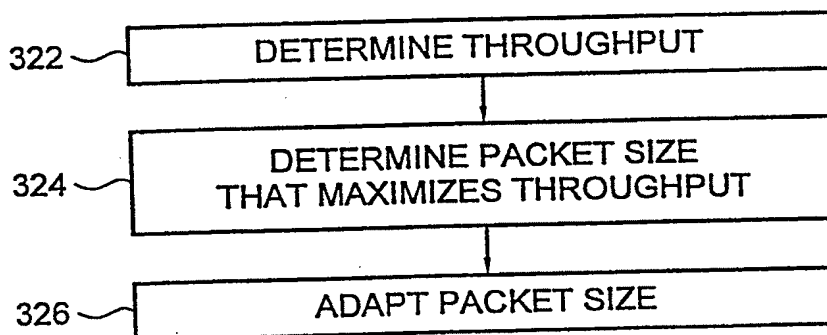 322 DETERMINE THROUGHPUT
324 DETERMINE PACKET SIZE
THAT MAXIMIZES THROUGHPUT
326 ADAPT PACKET SIZE